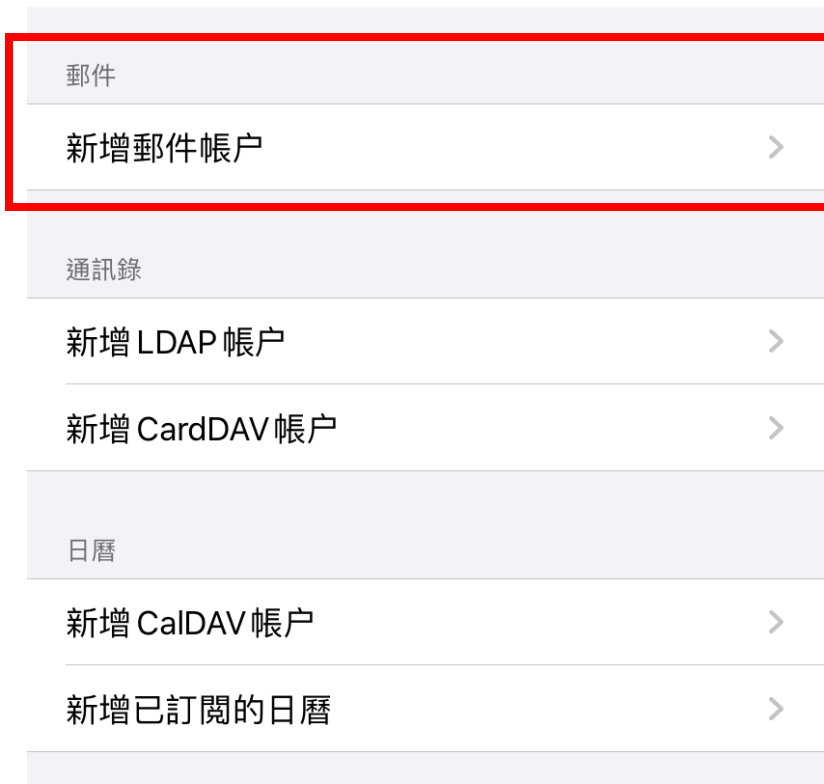 郵件
新增郵件帳户
通訊錄
新增 LDAP 帳户
新增 CardDAV 帳户
日曆
新增 CalDAV 帳户
新增已訂閲的日曆